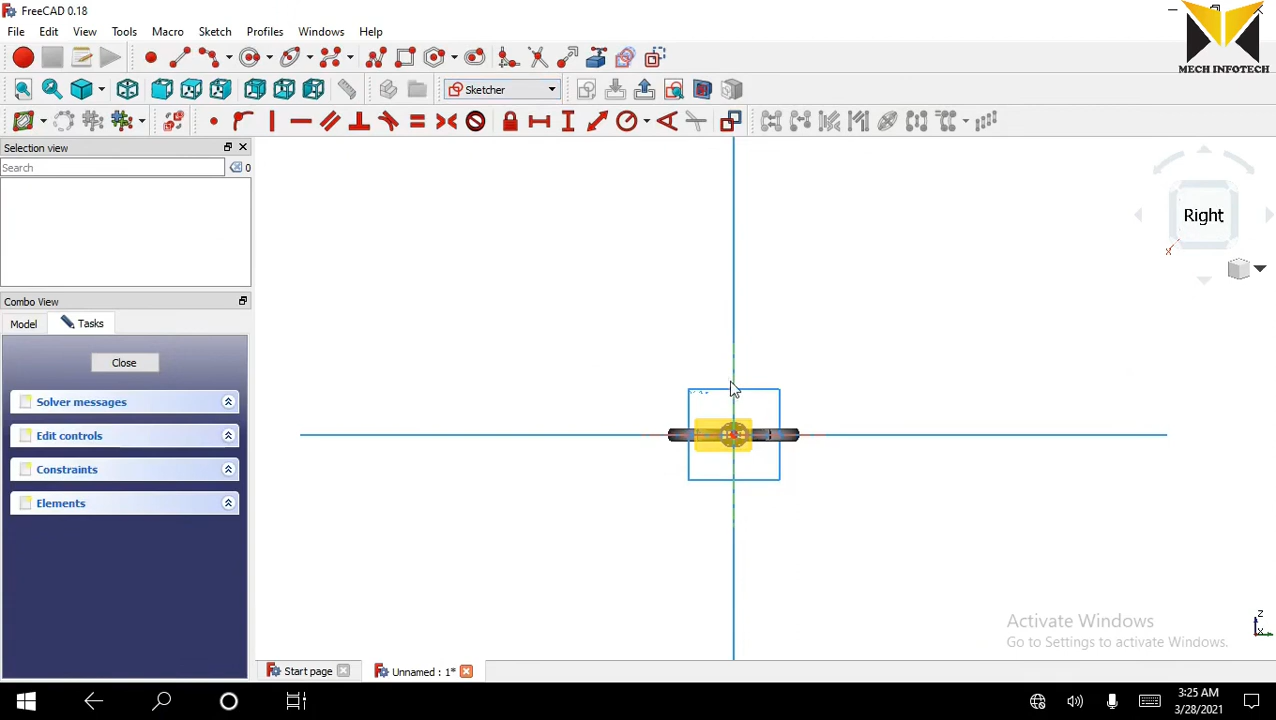 FreeCAD 0.18
MECH INFOTECH
File Edit View Tools Macro Sketch Profiles Windows Help
Sketcher
Selection view
Search
0
Combo View
Model Tasks
Close
Solver messages
Edit controls
Constraints
Elements
Right
X
Z
Activate Windows
Go to Settings to activate Windows.
Start page Unnamed : 1*
3:25 AM
3/28/2021